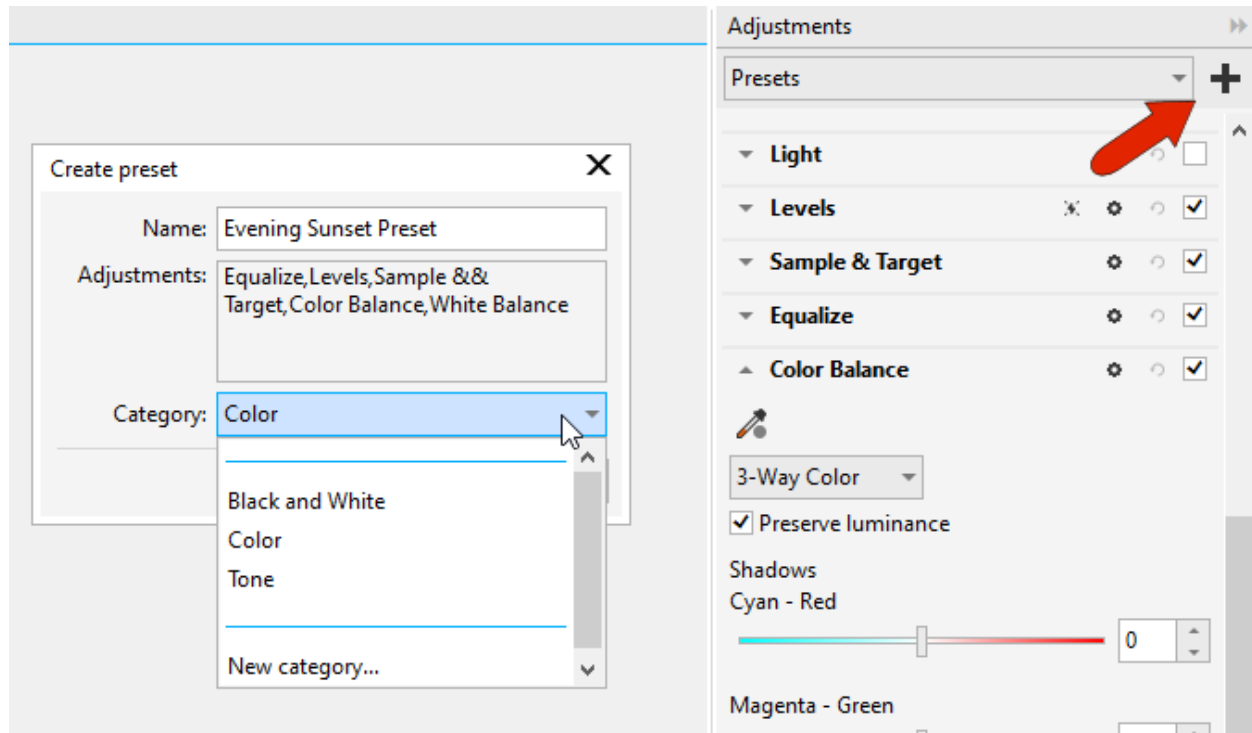 Create preset
Name: Evening Sunset Preset
Adjustments: Equalize,Levels,Sample &&
Target,Color Balance,White Balance
Category: Color
Black and White
Color
Tone
New category...
Adjustments
Presets
Light
Levels
Sample & Target
Equalize
Color Balance
3-Way Color
Preserve luminance
Shadows
Cyan - Red
0
Magenta - Green